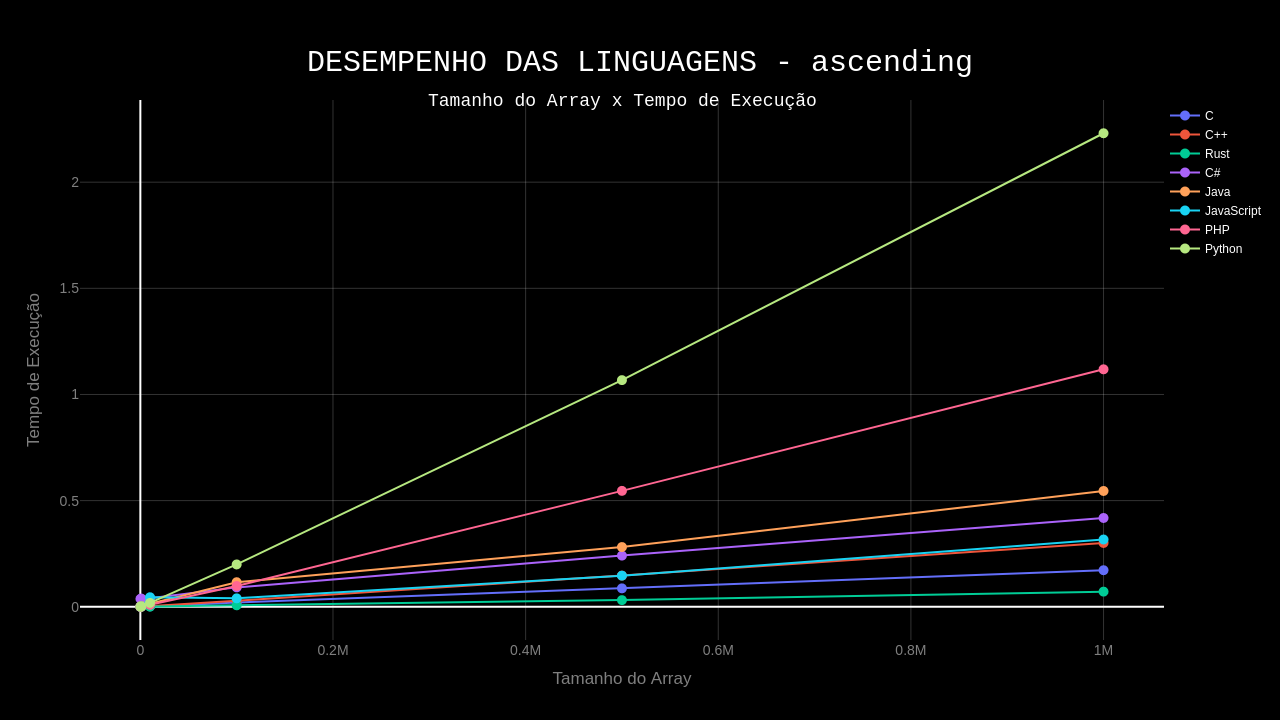 DESEMPENHO DAS LINGUAGENS - ascending
Tamanho do Array x Tempo de Execução
C
C++
Rust
C#
Java
JavaScript
PHP
Python
Tempo de Execução
2
1.5
1
0.5
0
0
0.2M
0.4M
0.6M
0.8M
1M
Tamanho do Array